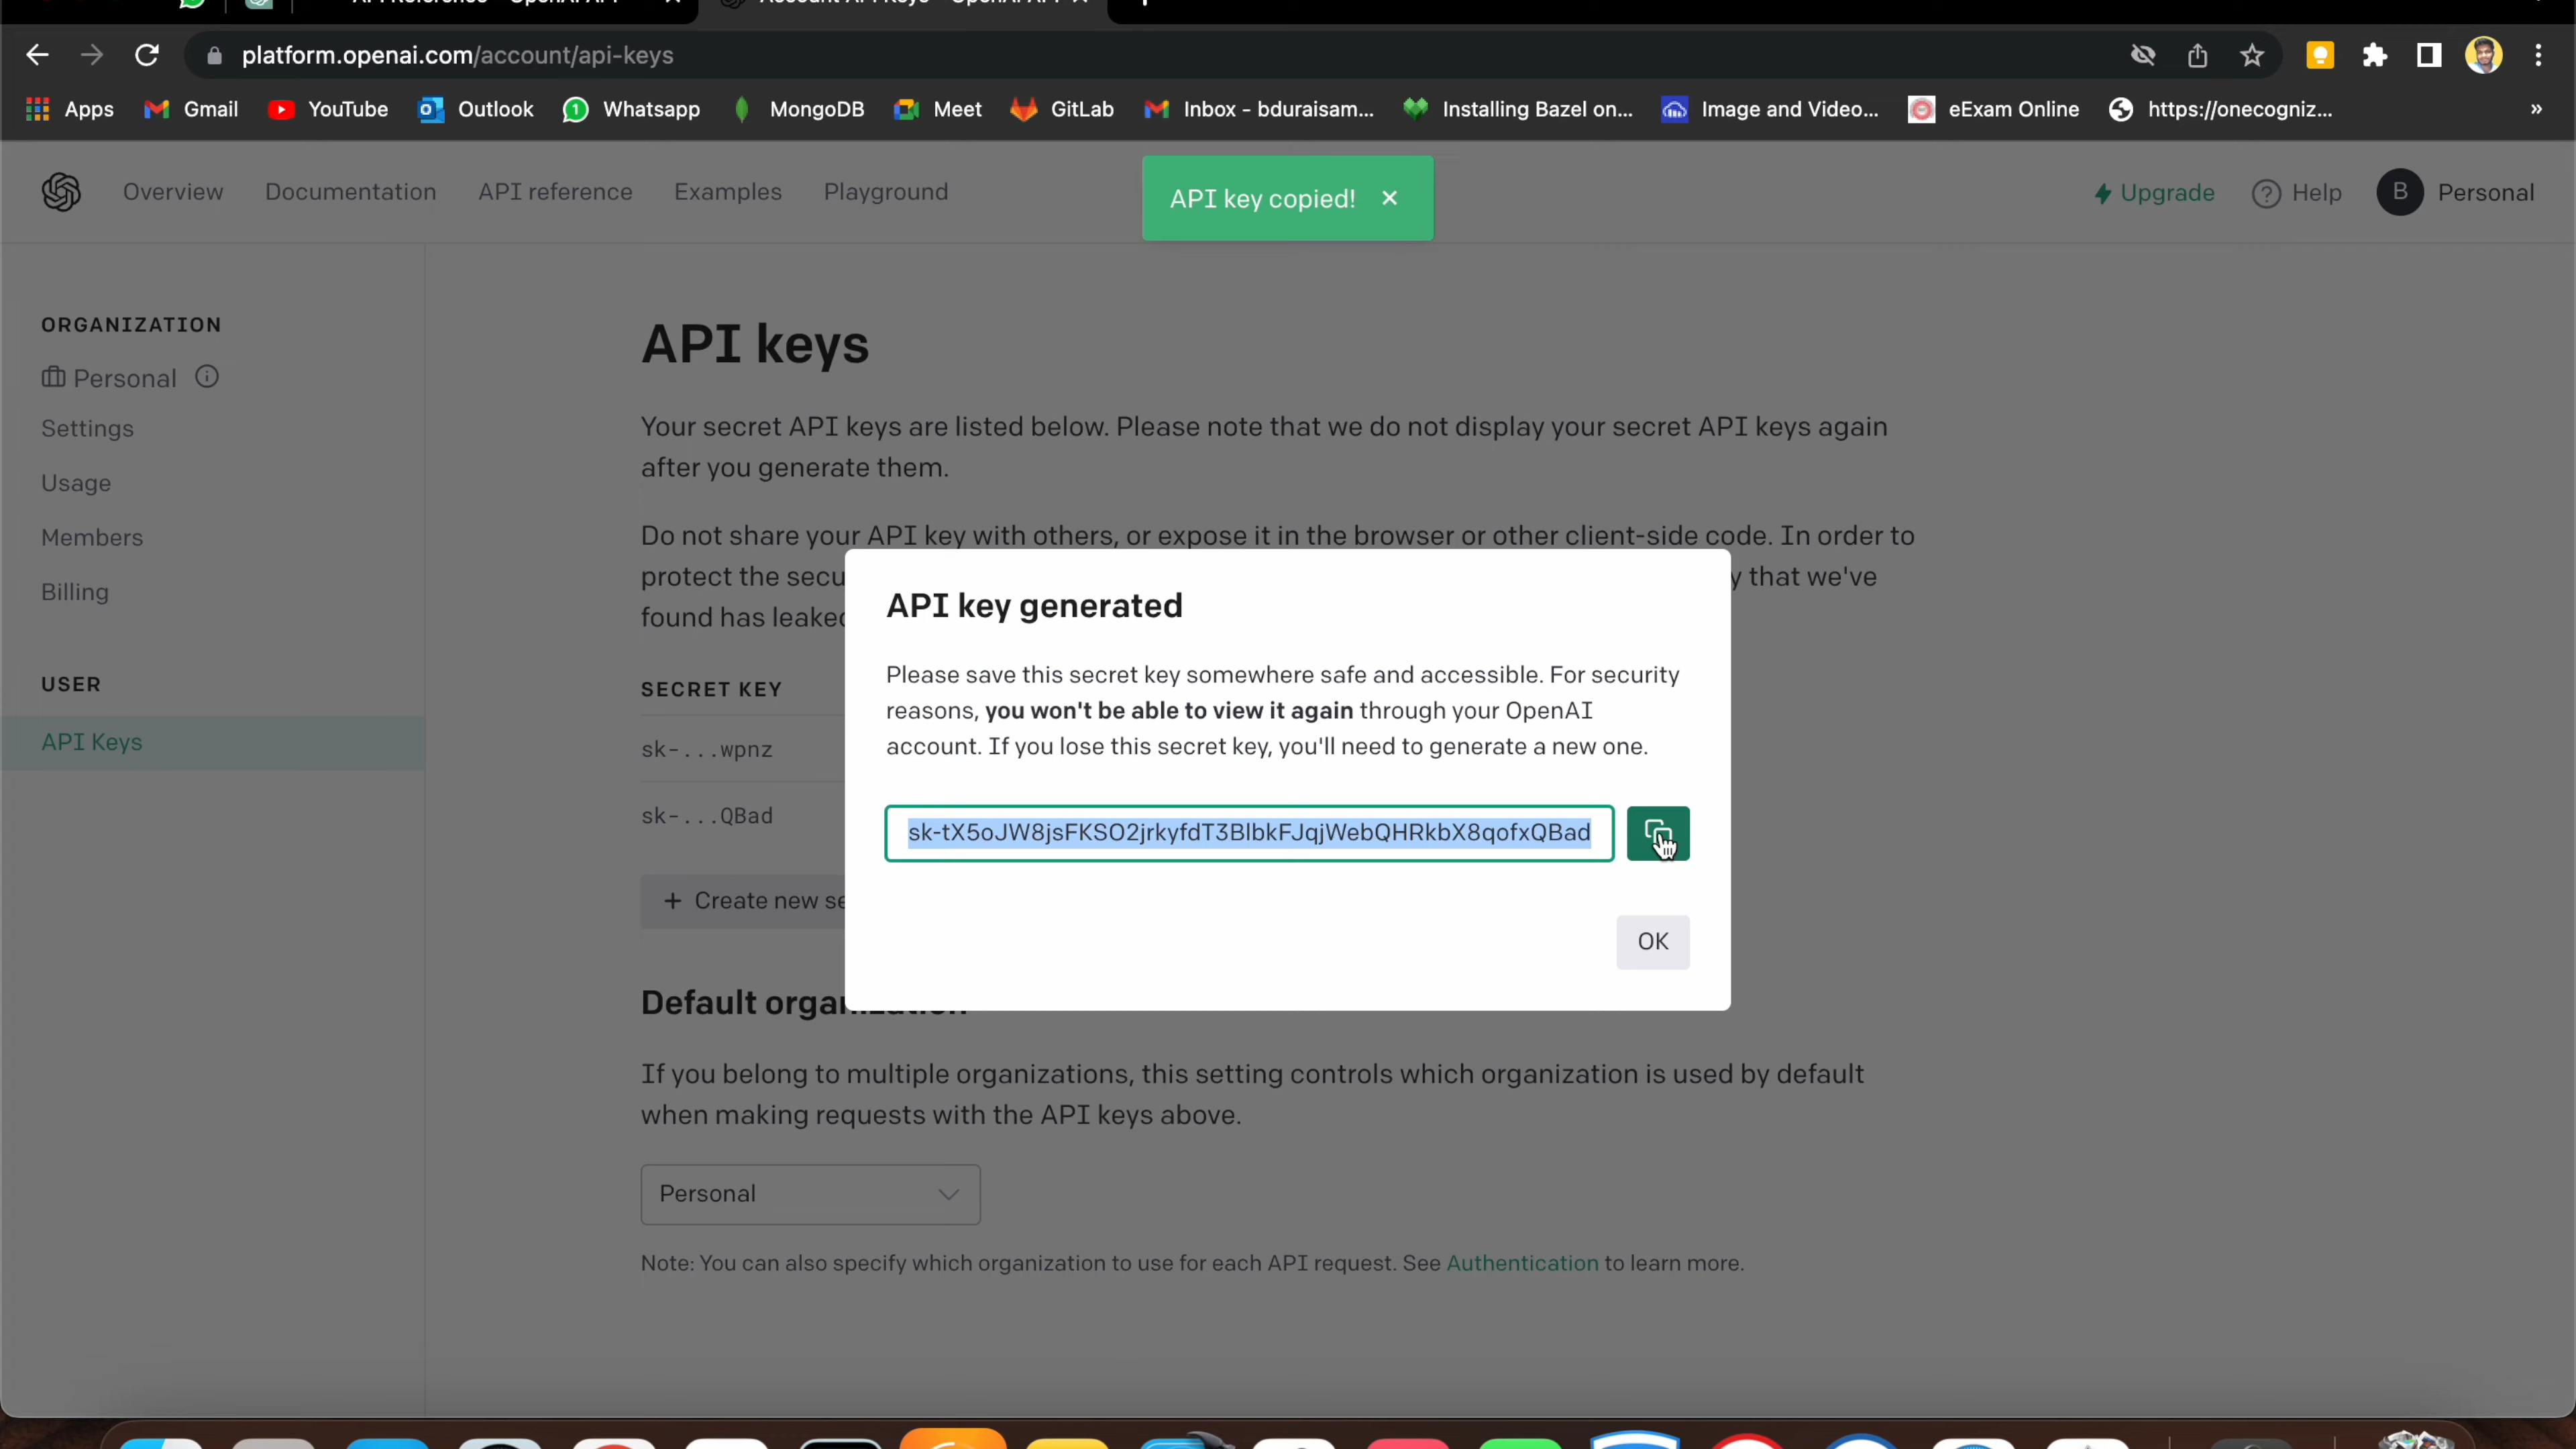 platform.openai.com/account/api-keys
Apps Gmail YouTube Outlook Whatsapp MongoDB Meet GitLab Inbox - bduraisam... Installing Bazel on... Image and Video... eExam Online https://onecogniz... »
Overview Documentation API reference Examples Playground API key copied! × Upgrade Help B Personal
ORGANIZATION
Personal
Settings
Usage
Members
Billing
USER
API Keys
API keys
Your secret API keys are listed below. Please note that we do not display your secret API keys again
after you generate them.
Do not share your API key with others, or expose it in the browser or other client-side code. In order to
protect the secu y that we've
found has leake
SECRET KEY
sk-...wpnz
sk-...QBad
+ Create new se
API key generated
Please save this secret key somewhere safe and accessible. For security
reasons, you won't be able to view it again through your OpenAI
account. If you lose this secret key, you'll need to generate a new one.
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
OK
Default organization
If you belong to multiple organizations, this setting controls which organization is used by default
when making requests with the API keys above.
Personal
Note: You can also specify which organization to use for each API request. See Authentication to learn more.